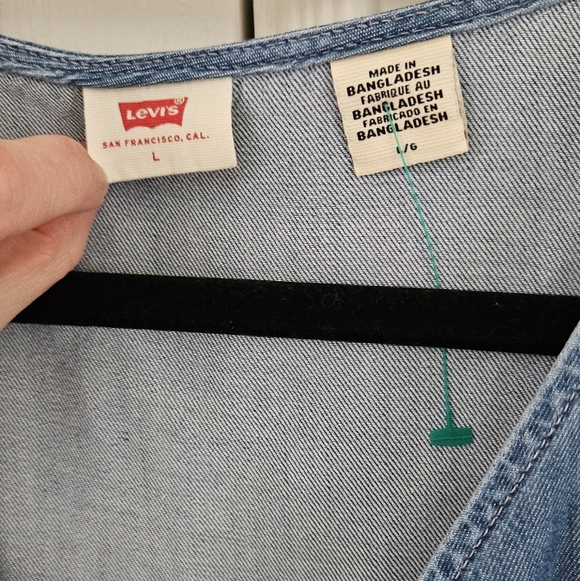 Levi's®
SAN FRANCISCO, CAL.
L
MADE IN
BANGLADESH
FABRIQUE AU
BANGLADESH
FABRICADO EN
BANGLADESH
L/G